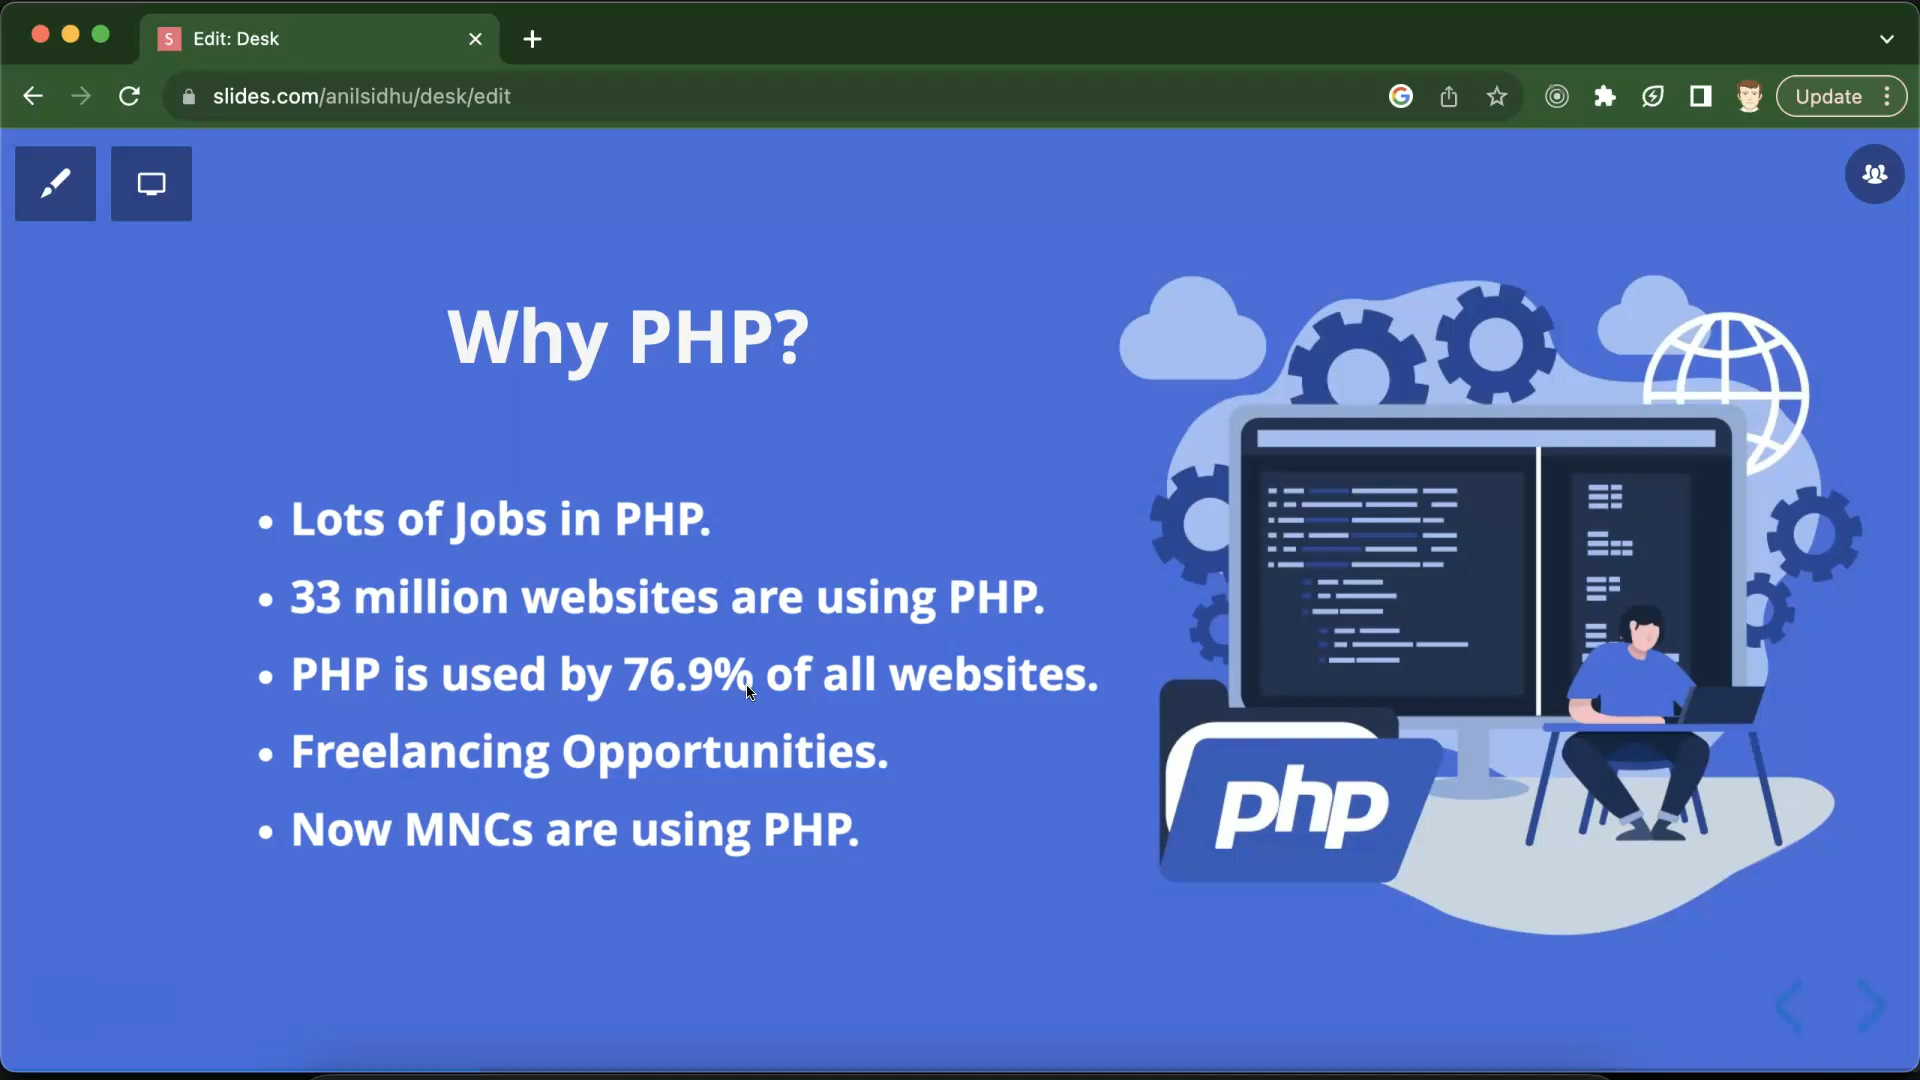 S Edit: Desk
slides.com/anilsidhu/desk/edit
Update
Why PHP?
• Lots of Jobs in PHP.
• 33 million websites are using PHP.
• PHP is used by 76.9% of all websites.
• Freelancing Opportunities.
• Now MNCs are using PHP.
php